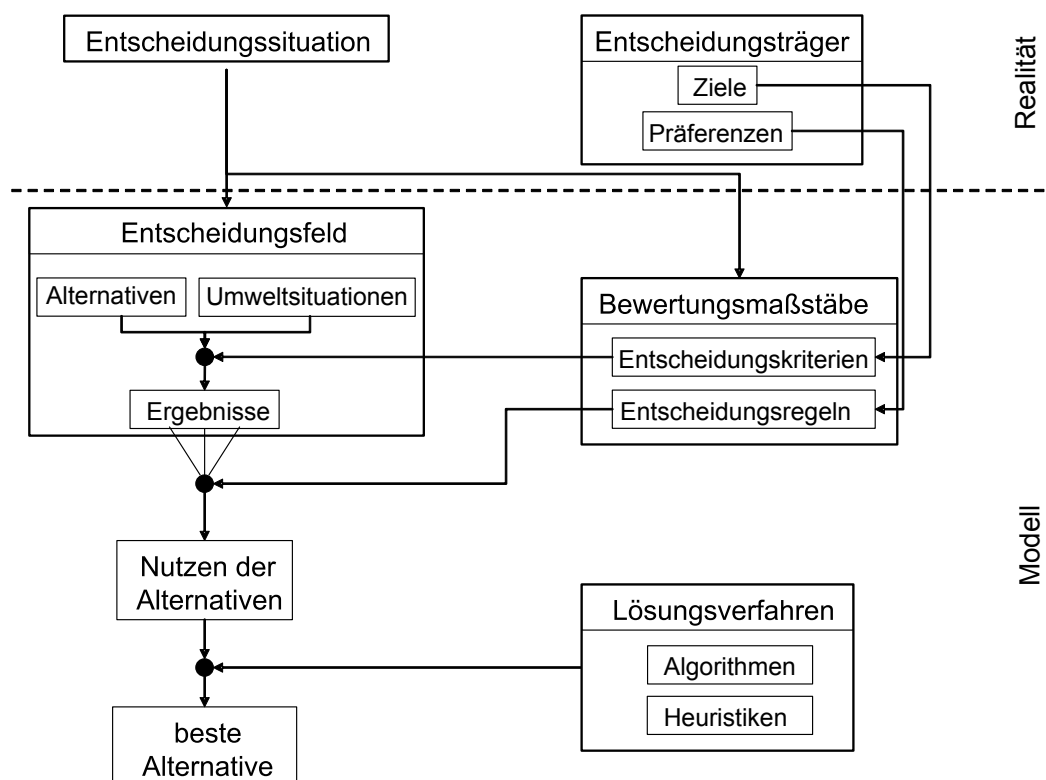 Entscheidungssituation
Entscheidungsträger
Ziele
Präferenzen
Realität
Entscheidungsfeld
Alternativen
Umweltsituationen
Ergebnisse
Bewertungsmaßstäbe
Entscheidungskriterien
Entscheidungsregeln
Nutzen der
Alternativen
Modell
Lösungsverfahren
Algorithmen
Heuristiken
beste
Alternative